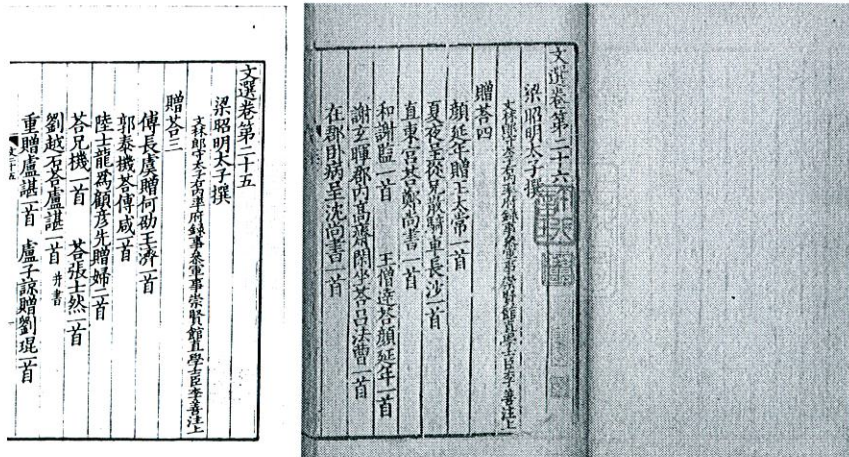 文選卷第二十五
梁昭明太子撰
文林郎守太子右內率府録事叅軍事崇賢館直學士臣李善注上
贈荅三
傅長虞贈何劭王濟一首
郭泰機荅傅咸一首
陸士龍為顧彥先贈婦二首
荅兄機一首 荅張士然一首
劉越石荅盧諶一首 并書
重贈盧諶一首 盧子諒贈劉琨一首
文選卷第二十六
梁昭明太子撰
文林郎守太子右內率府録事叅軍事崇賢館直學士臣李善注上
贈荅四
顏延年贈王太常一首
夏夜呈從兄散騎車長沙一首
直東宮荅鄭尚書一首
和謝監一首 王僧達荅顏延年一首
謝玄暉郡內高齋閑坐荅呂法曹一首
在郡卧病呈沈尚書一首